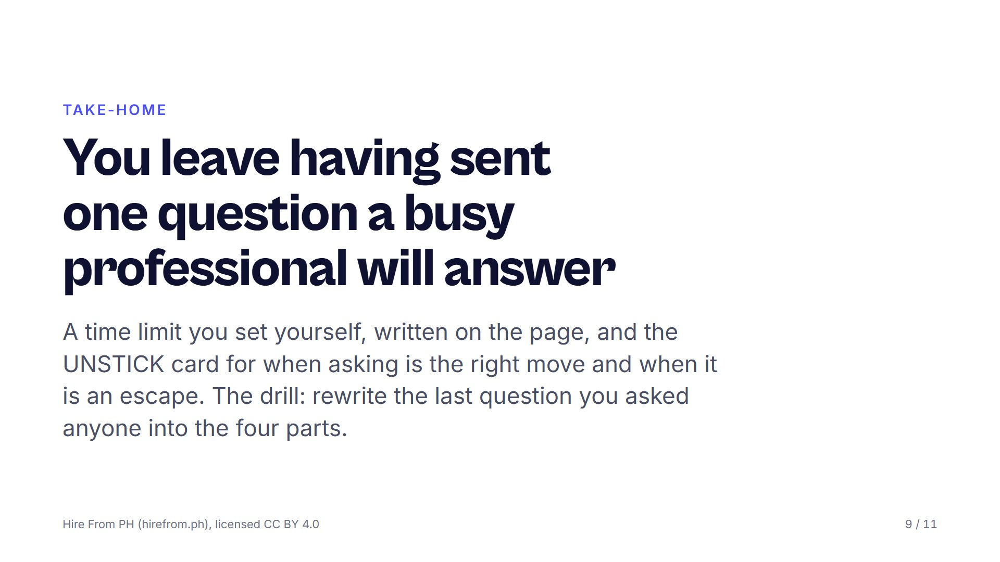 TAKE-HOME
You leave having sent
one question a busy
professional will answer
A time limit you set yourself, written on the page, and the
UNSTICK card for when asking is the right move and when it
is an escape. The drill: rewrite the last question you asked
anyone into the four parts.
Hire From PH (hirefrom.ph), licensed CC BY 4.0
9 / 11